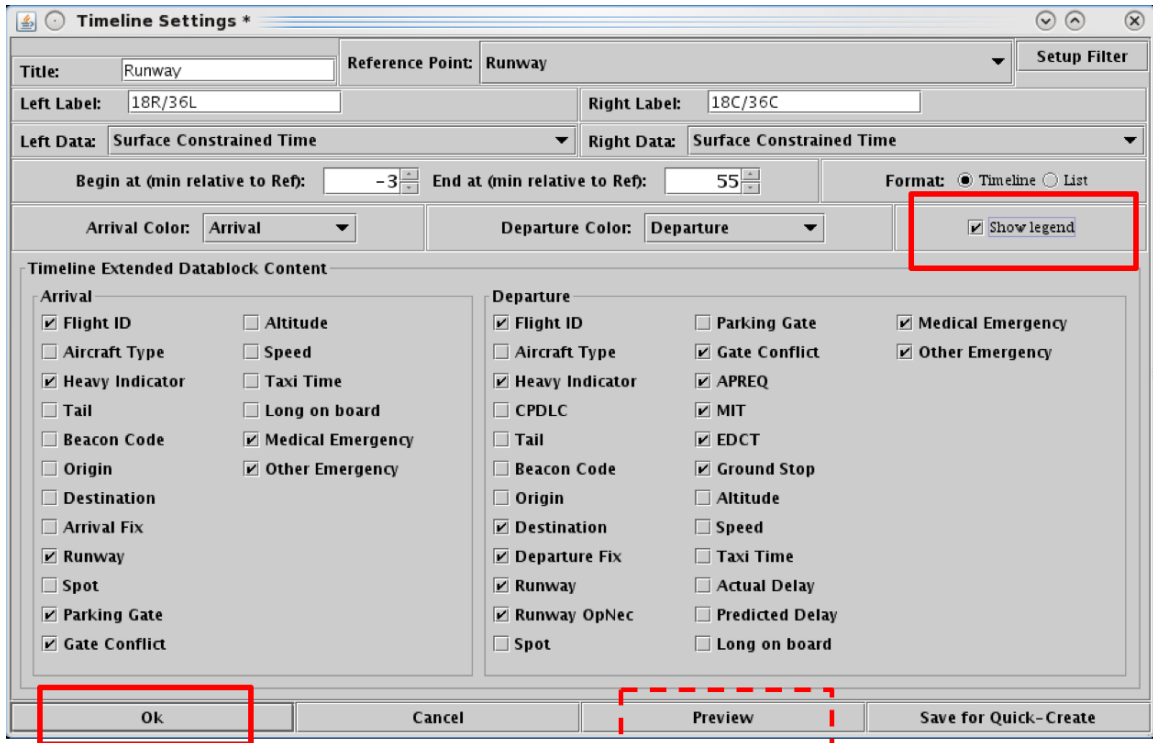 Timeline Settings *
Title: Runway Reference Point: Runway Setup Filter
Left Label: 18R/36L Right Label: 18C/36C
Left Data: Surface Constrained Time Right Data: Surface Constrained Time
Begin at (min relative to Ref): -3 End at (min relative to Ref): 55 Format: Timeline List
Arrival Color: Arrival Departure Color: Departure Show legend
Timeline Extended Datablock Content
Arrival
Flight ID Altitude
Aircraft Type Speed
Heavy Indicator Taxi Time
Tail Long on board
Beacon Code Medical Emergency
Origin Other Emergency
Destination
Arrival Fix
Runway
Spot
Parking Gate
Gate Conflict
Departure
Flight ID Parking Gate Medical Emergency
Aircraft Type Gate Conflict Other Emergency
Heavy Indicator APREQ
CPDLC MIT
Tail EDCT
Beacon Code Ground Stop
Origin Altitude
Destination Speed
Departure Fix Taxi Time
Runway Actual Delay
Runway OpNec Predicted Delay
Spot Long on board
Ok Cancel Preview Save for Quick-Create